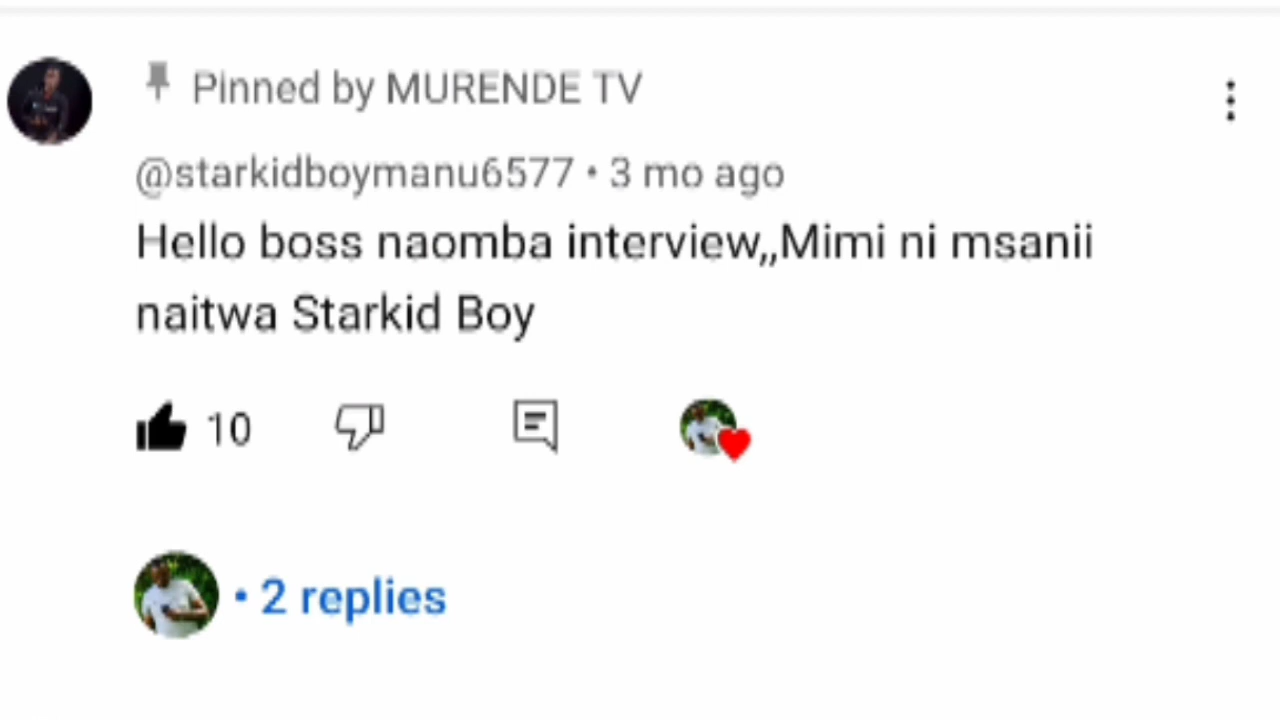 Pinned by MURENDE TV
@starkidboymanu6577 • 3 mo ago
Hello boss naomba interview,,Mimi ni msanii
naitwa Starkid Boy
10
• 2 replies